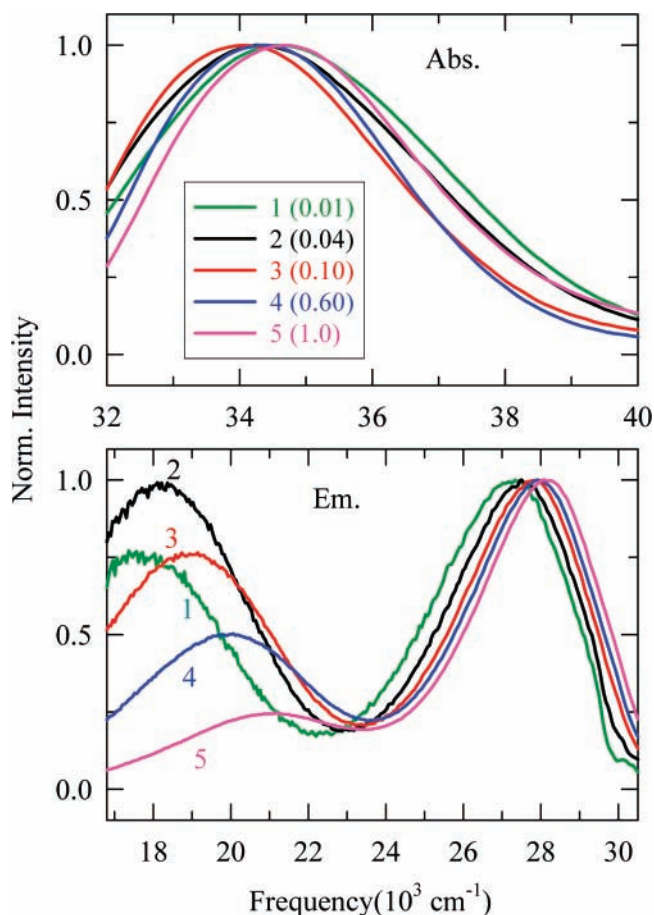 1.0
0.5
0.0
Abs.
1 (0.01)
2 (0.04)
3 (0.10)
4 (0.60)
5 (1.0)
32 34 36 38 40
Norm. Intensity
1.0
0.5
0.0
Em.
2
3
1
4
5
18 20 22 24 26 28 30
Frequency(10³ cm⁻¹)